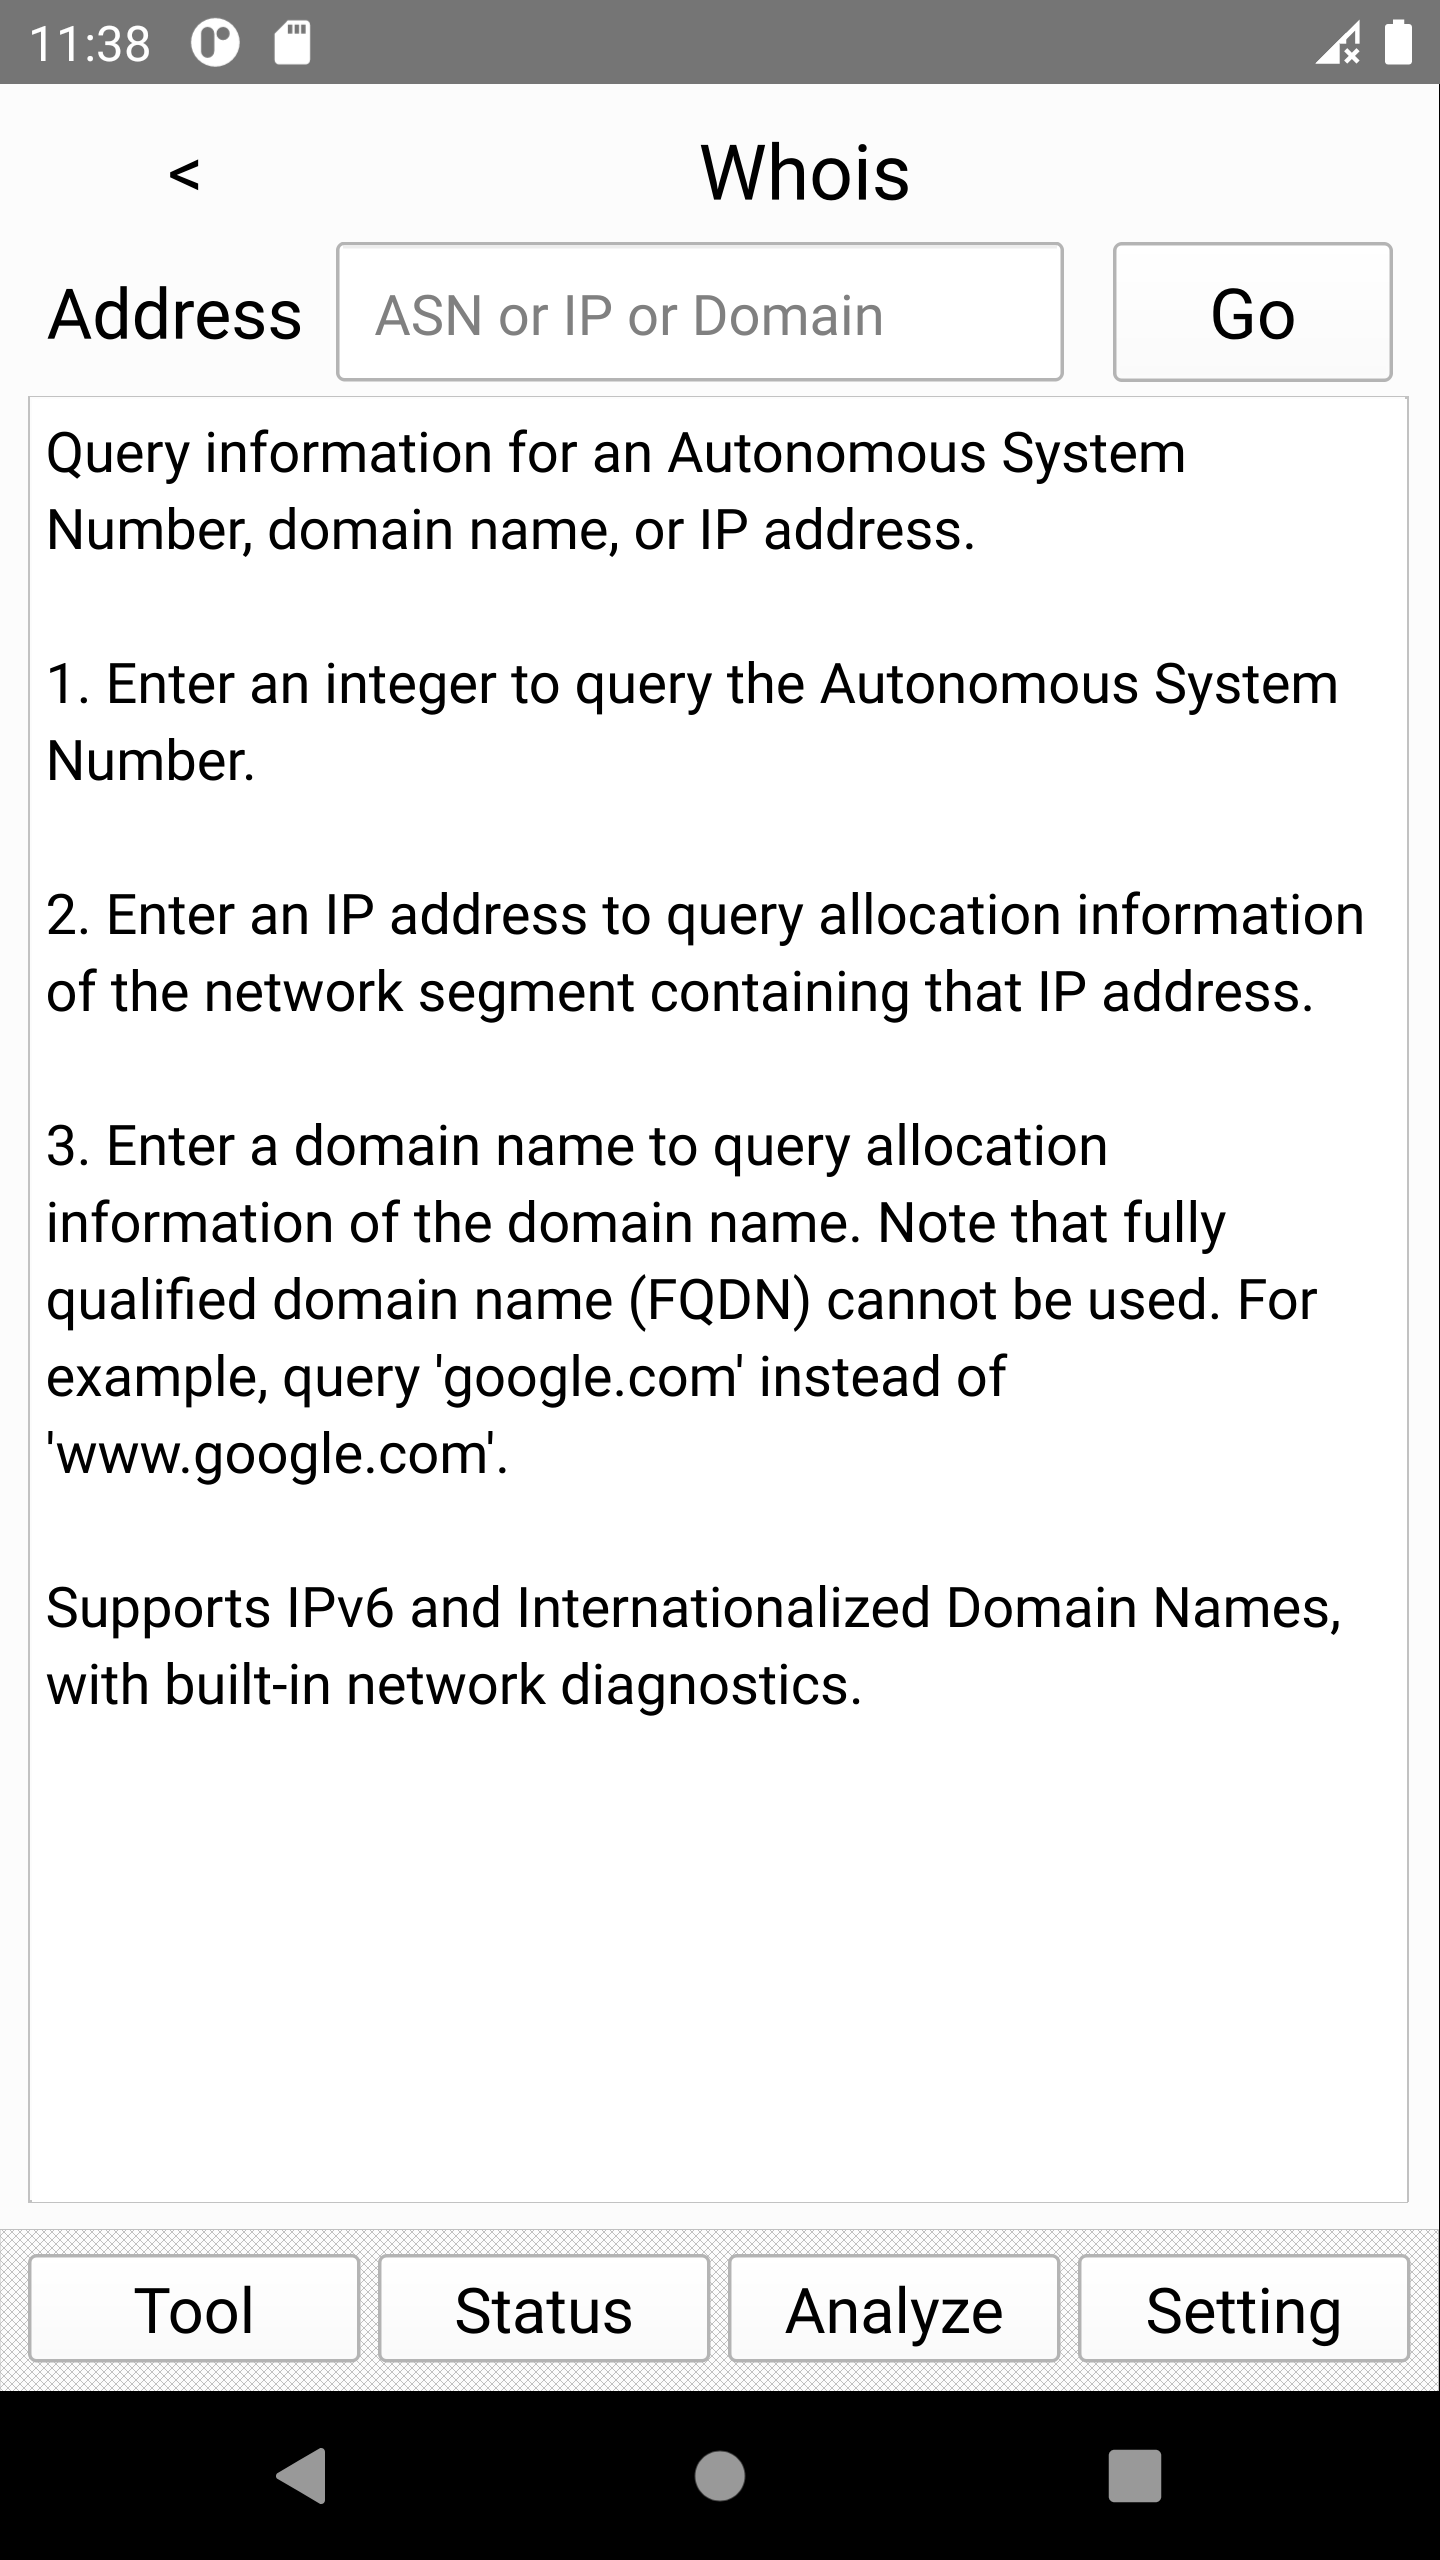 11:38
<
Whois
Address
ASN or IP or Domain
Go
Query information for an Autonomous System
Number, domain name, or IP address.
1. Enter an integer to query the Autonomous System
Number.
2. Enter an IP address to query allocation information
of the network segment containing that IP address.
3. Enter a domain name to query allocation
information of the domain name. Note that fully
qualified domain name (FQDN) cannot be used. For
example, query 'google.com' instead of
'www.google.com'.
Supports IPv6 and Internationalized Domain Names,
with built-in network diagnostics.
Tool
Status
Analyze
Setting